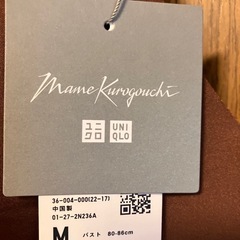 Mame Kurogouchi
ユニ UNI
クロ QLO
36-004-000(22-17)
中国製
01-27-2N236A
M バスト 80-86cm